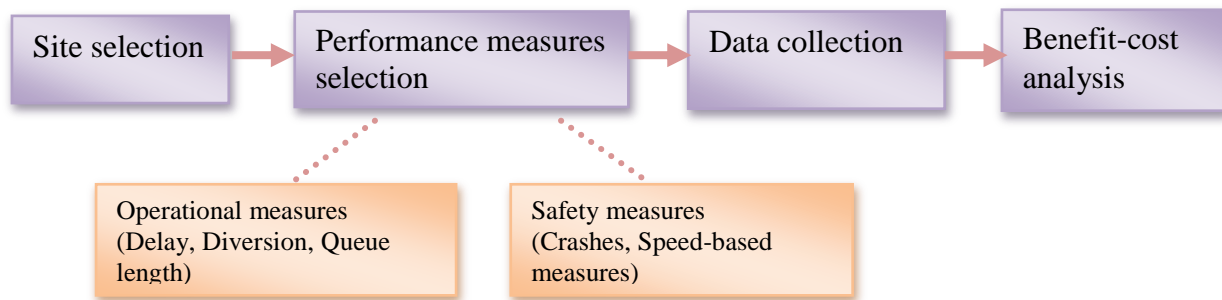 Site selection
Performance measures
selection
Data collection
Benefit-cost
analysis
Operational measures
(Delay, Diversion, Queue
length)
Safety measures
(Crashes, Speed-based
measures)